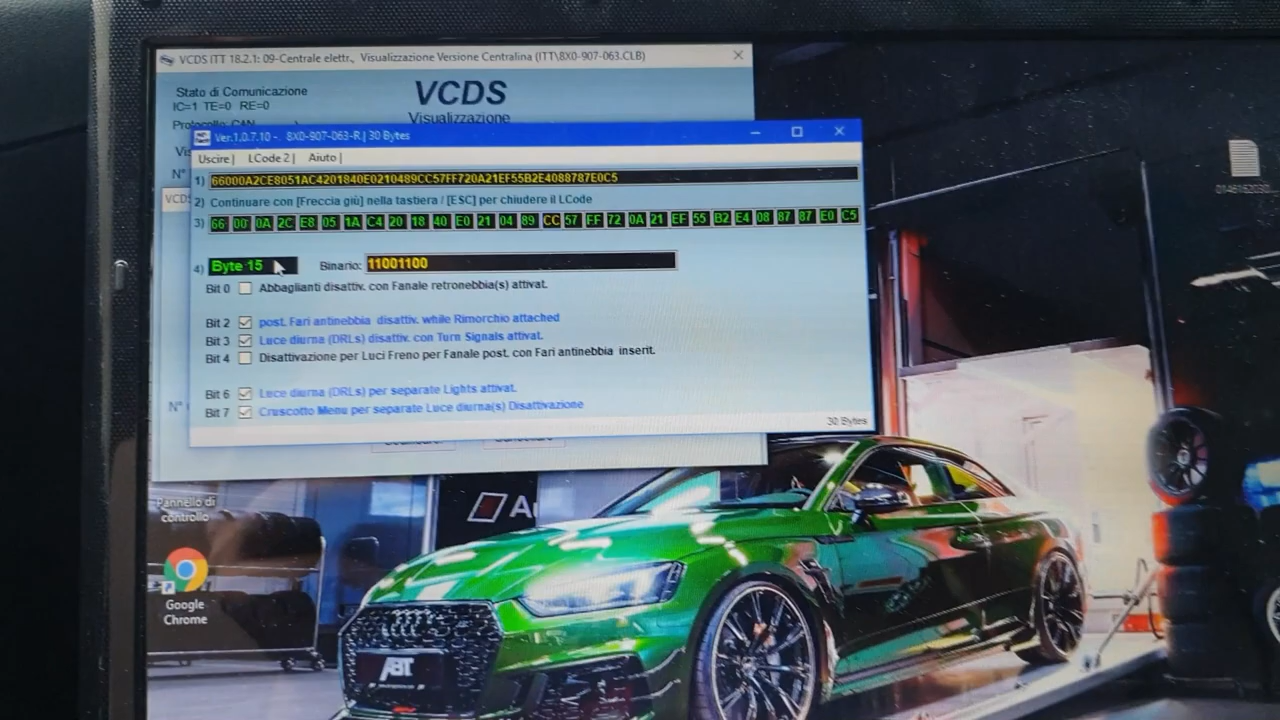 VCDS ITT 18.2.1: 09-Centrale elettr., Visualizzazione Versione Centralina (ITT\8X0-907-063.CLB)
Stato di Comunicazione
IC=1 TE=0 RE=0
VCDS
Visualizzazione
Protocollo: CAN
Ver.1.0.7.10 - 8X0-907-063-R | 30 Bytes
Uscire | LCode 2 | Aiuto |
1) 66000A2CE8051AC4201840E0210489CC57FF720A21EF55B2E4088787E0C5
2) Continuare con [Freccia giù] nella tastiera / [ESC] per chiudere il LCode
3) 66 00 0A 2C E8 05 1A C4 20 18 40 E0 21 04 89 CC 57 FF 72 0A 21 EF 55 B2 E4 08 87 87 E0 C5
4) Byte 15 Binario: 11001100
Bit 0 Abbaglianti disattiv. con Fanale retronebbia(s) attivat.
Bit 2 post. Fari antinebbia disattiv. while Rimorchio attached
Bit 3 Luce diurna (DRLs) disattiv. con Turn Signals attivat.
Bit 4 Disattivazione per Luci Freno per Fanale post. con Fari antinebbia inserit.
Bit 6 Luce diurna (DRLs) per separate Lights attivat.
Bit 7 Cruscotto Menu per separate Luce diurna(s) Disattivazione
30 Bytes
N°
Pannello di
controllo
Au
Google
Chrome
ABT